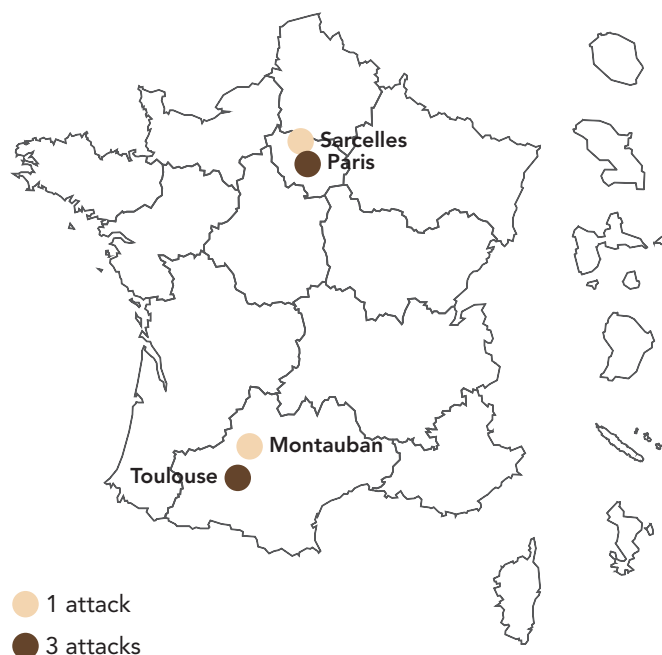 Sarcelles
Paris
Montauban
Toulouse
1 attack
3 attacks